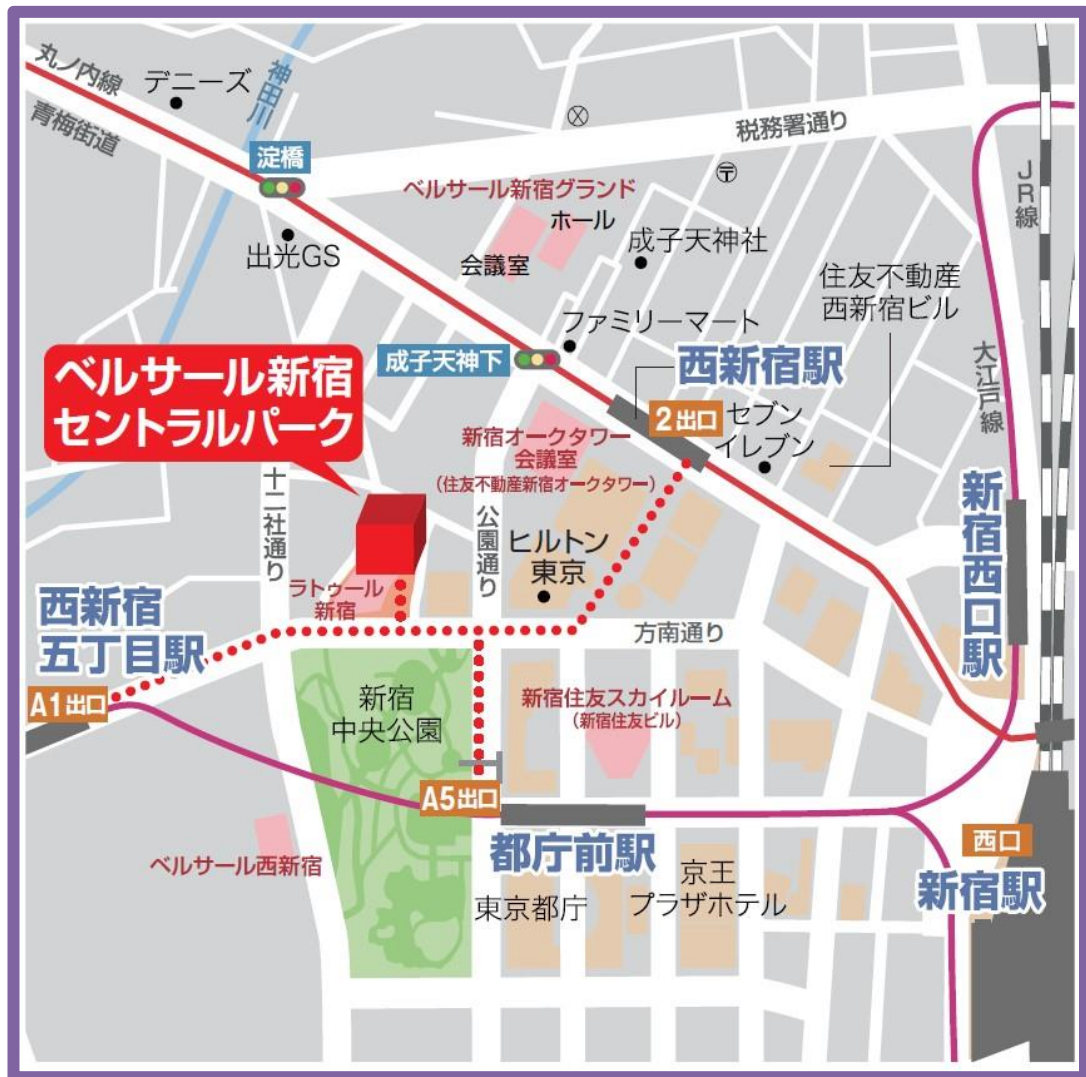 丸ノ内線
青梅街道
デニーズ
神田川
淀橋
税務署通り
〒
JR線
ベルサール新宿グランド
ホール
会議室
成子天神社
出光GS
住友不動産
西新宿ビル
ファミリーマート
成子天神下
西新宿駅
大江戸線
ベルサール新宿
セントラルパーク
2出口
セブン
イレブン
新宿オークタワー
会議室
(住友不動産新宿オークタワー)
十二社通り
公園通り
ヒルトン
東京
新宿西口駅
ラトゥール
新宿
西新宿
五丁目駅
方南通り
A1出口
新宿
中央公園
新宿住友スカイルーム
(新宿住友ビル)
A5出口
都庁前駅
西口
新宿駅
ベルサール西新宿
東京都庁
京王
プラザホテル